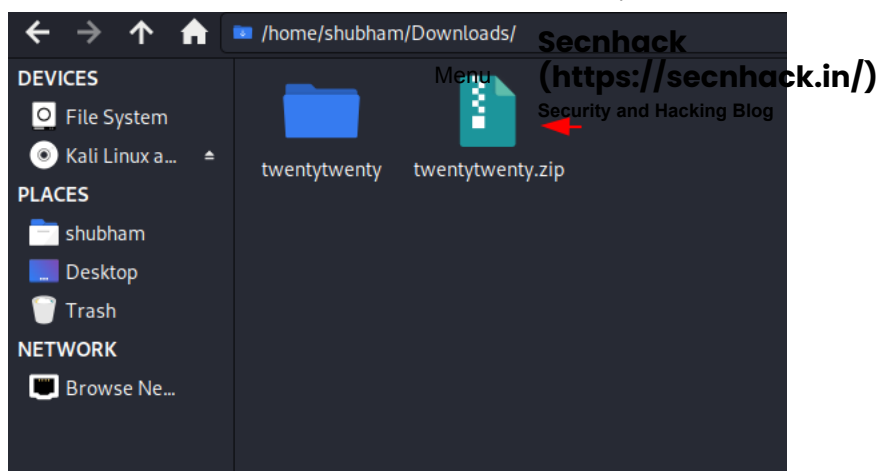 /home/shubham/Downloads/
Secnhack
(https://secnhack.in/)
Security and Hacking Blog
Menu
DEVICES
File System
Kali Linux a...
PLACES
shubham
Desktop
Trash
NETWORK
Browse Ne...
twentytwenty
twentytwenty.zip